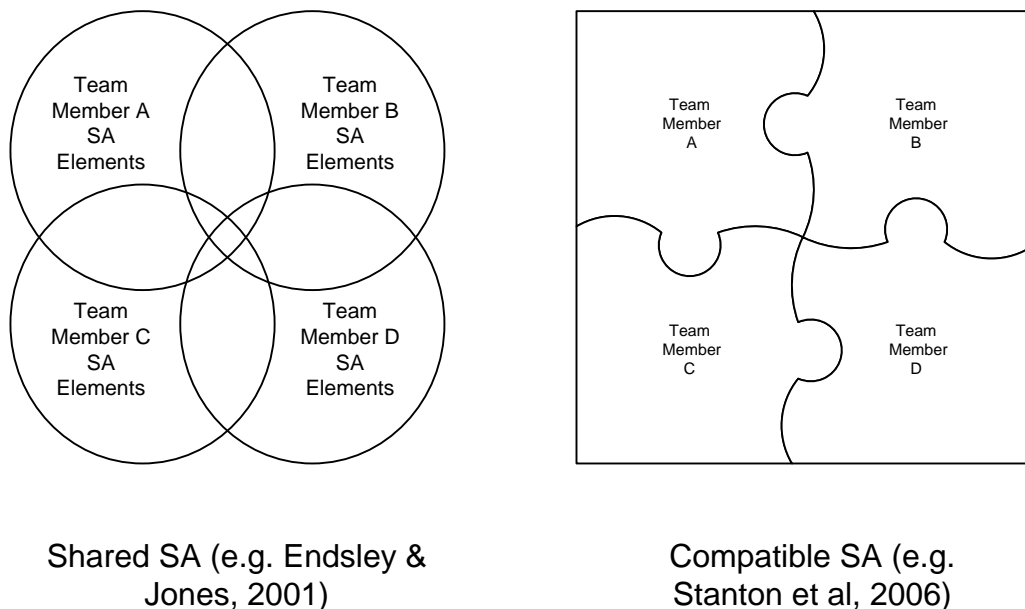 Team
Member A
SA
Elements
Team
Member B
SA
Elements
Team
Member C
SA
Elements
Team
Member D
SA
Elements
Team
Member
A
Team
Member
B
Team
Member
C
Team
Member
D
Shared SA (e.g. Endsley &
Jones, 2001)
Compatible SA (e.g.
Stanton et al, 2006)